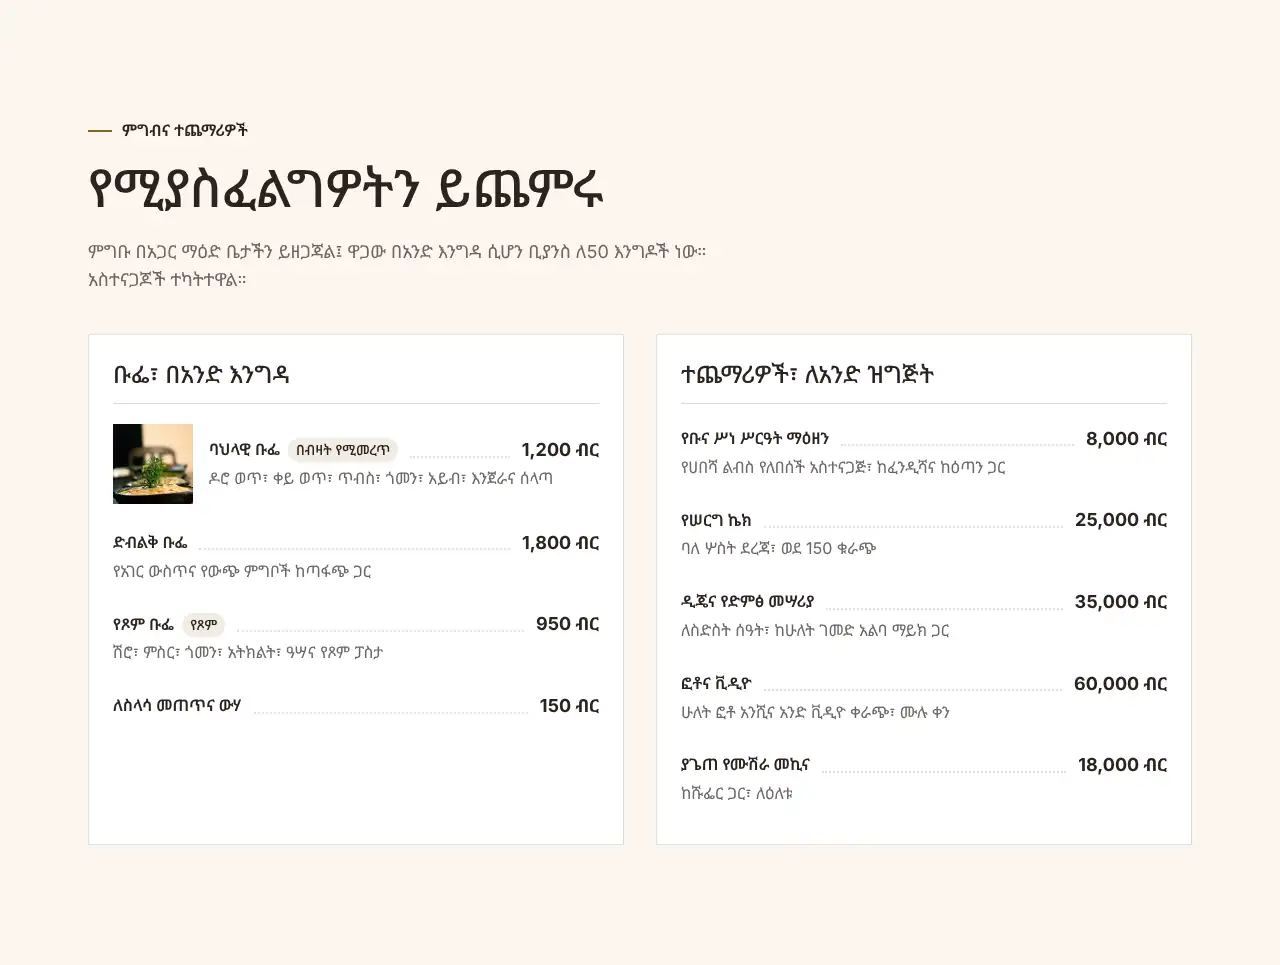 ምግብና ተጨማሪዎች
የሚያስፈልግዎትን ይጨምሩ
ምግቡ በአጋር ማዕድ ቤታችን ይዘጋጃል፤ ዋጋው በአንድ እንግዳ ሲሆን ቢያንስ ለ50 እንግዶች ነው።
አስተናጋጆች ተካትተዋል።
ቡፌ፣ በአንድ እንግዳ
ባህላዊ ቡፌ በብዛት የሚመረጥ 1,200 ብር
ዶሮ ወጥ፣ ቀይ ወጥ፣ ጥብስ፣ ጎመን፣ አይብ፣ እንጀራና ሰላጣ
ድብልቅ ቡፌ 1,800 ብር
የአገር ውስጥና የውጭ ምግቦች ከጣፋጭ ጋር
የጾም ቡፌ የጾም 950 ብር
ሽሮ፣ ምስር፣ ጎመን፣ አትክልት፣ ዓሣና የጾም ፓስታ
ለስላሳ መጠጥና ውሃ 150 ብር
ተጨማሪዎች፣ ለአንድ ዝግጅት
የቡና ሥነ ሥርዓት ማዕዘን 8,000 ብር
የሀበሻ ልብስ የለበሰች አስተናጋጅ፣ ከፈንዲሻና ከዕጣን ጋር
የሠርግ ኬክ 25,000 ብር
ባለ ሦስት ደረጃ፣ ወደ 150 ቁራጭ
ዲጄና የድምፅ መሣሪያ 35,000 ብር
ለስድስት ሰዓት፣ ከሁለት ገመድ አልባ ማይክ ጋር
ፎቶና ቪዲዮ 60,000 ብር
ሁለት ፎቶ አንሺና አንድ ቪዲዮ ቀራጭ፣ ሙሉ ቀን
ያጌጠ የሙሽራ መኪና 18,000 ብር
ከሹፌር ጋር፣ ለዕለቱ